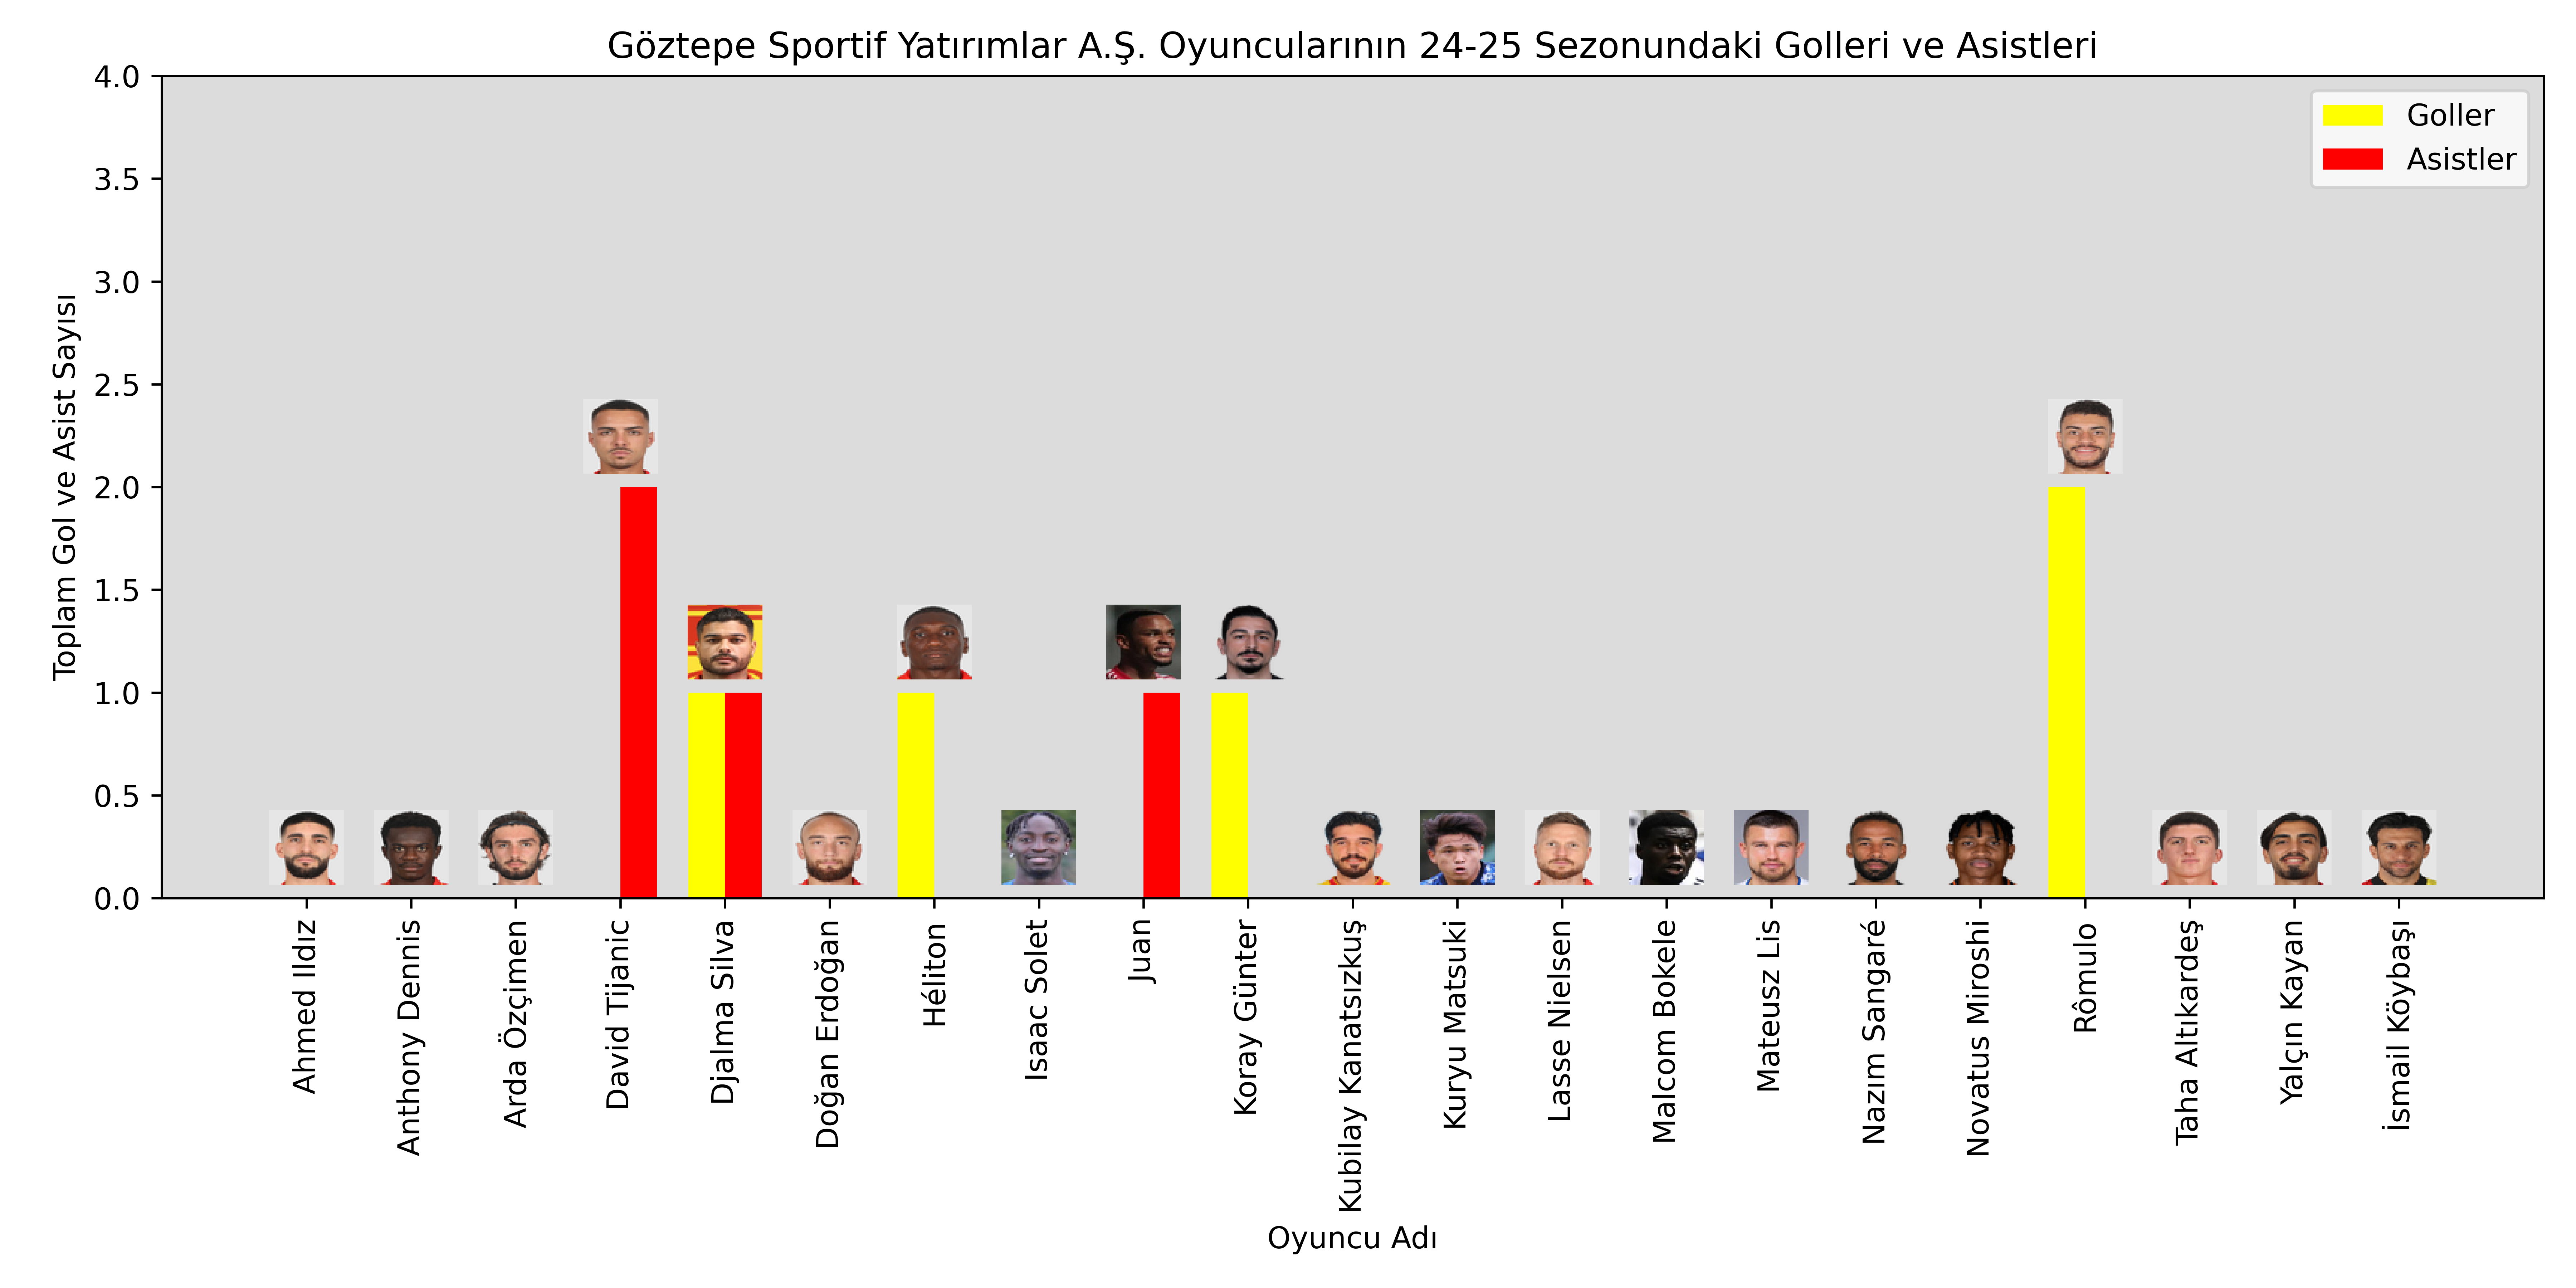 Göztepe Sportif Yatırımlar A.Ş. Oyuncularının 24-25 Sezonundaki Golleri ve Asistleri
Goller
Asistler
Toplam Gol ve Asist Sayısı
4.0
3.5
3.0
2.5
2.0
1.5
1.0
0.5
0.0
Ahmed Ildız
Anthony Dennis
Arda Özçimen
David Tijanic
Djalma Silva
Doğan Erdoğan
Héliton
Isaac Solet
Juan
Koray Günter
Kubilay Kanatsızkuş
Kuryu Matsuki
Lasse Nielsen
Malcom Bokele
Mateusz Lis
Nazım Sangaré
Novatus Miroshi
Rômulo
Taha Altıkardeş
Yalçın Kayan
İsmail Köybaşı
Oyuncu Adı